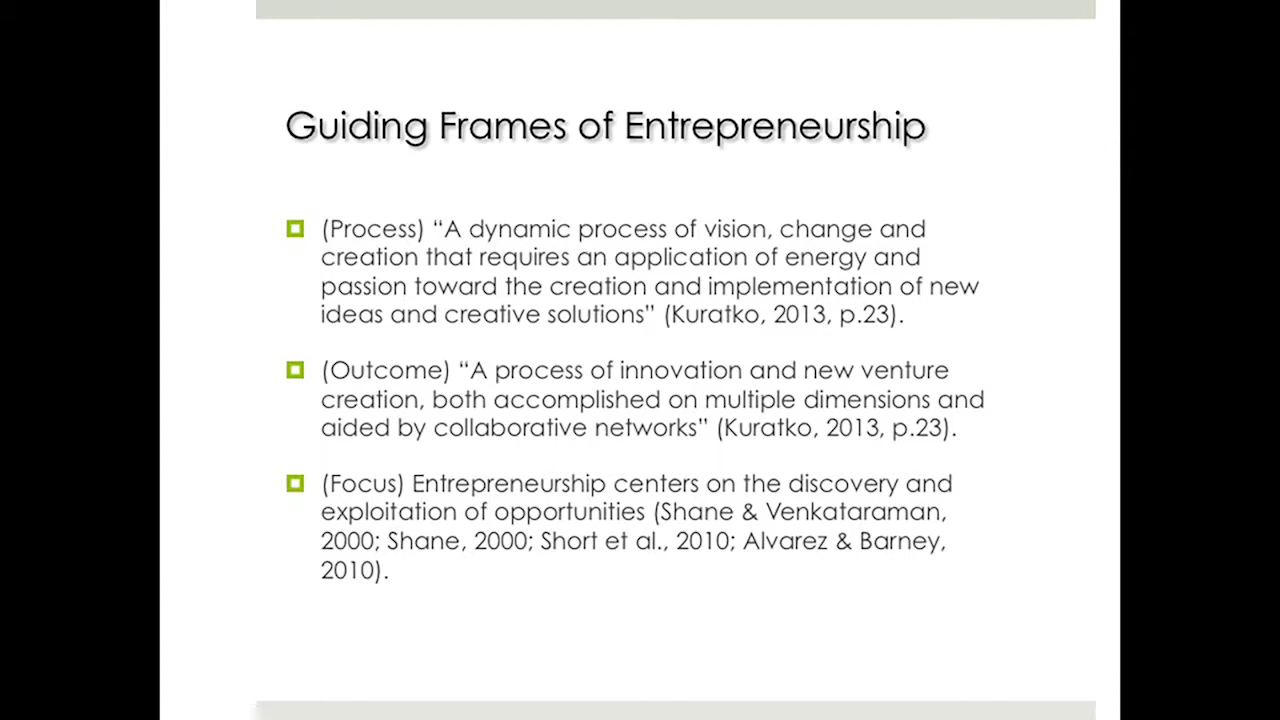 Guiding Frames of Entrepreneurship
(Process) “A dynamic process of vision, change and
creation that requires an application of energy and
passion toward the creation and implementation of new
ideas and creative solutions” (Kuratko, 2013, p.23).
(Outcome) “A process of innovation and new venture
creation, both accomplished on multiple dimensions and
aided by collaborative networks” (Kuratko, 2013, p.23).
(Focus) Entrepreneurship centers on the discovery and
exploitation of opportunities (Shane & Venkataraman,
2000; Shane, 2000; Short et al., 2010; Alvarez & Barney,
2010).